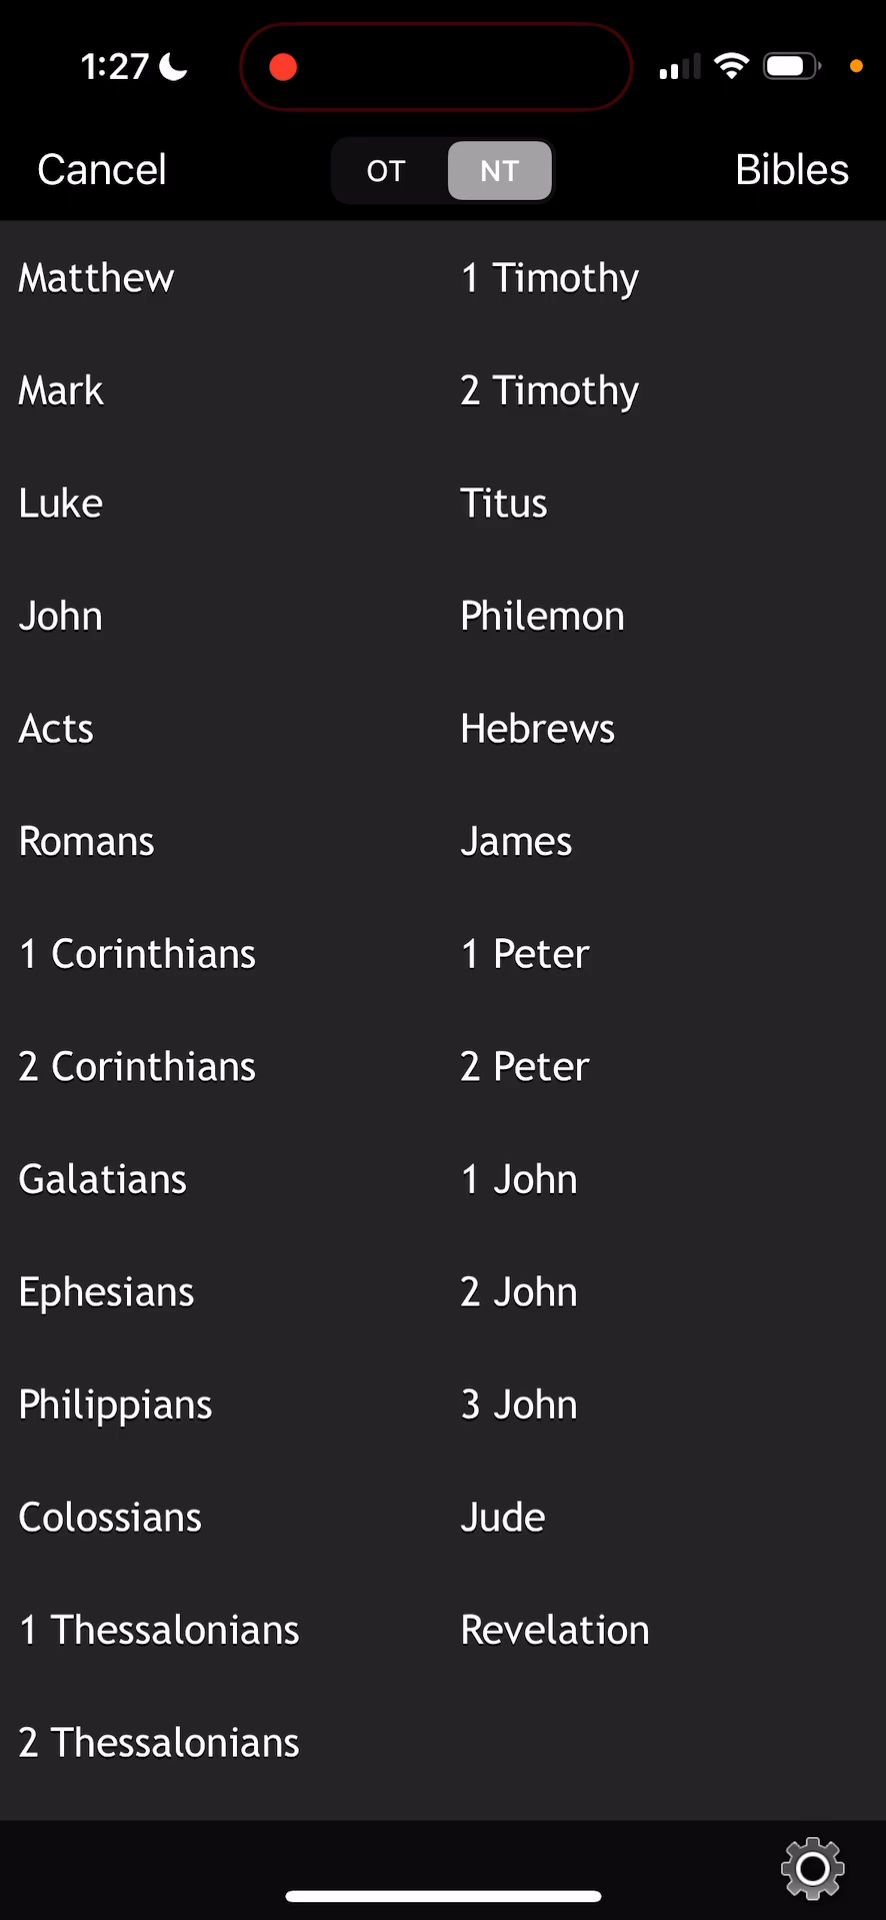 1:27
Cancel OT NT Bibles
Matthew
Mark
Luke
John
Acts
Romans
1 Corinthians
2 Corinthians
Galatians
Ephesians
Philippians
Colossians
1 Thessalonians
2 Thessalonians
1 Timothy
2 Timothy
Titus
Philemon
Hebrews
James
1 Peter
2 Peter
1 John
2 John
3 John
Jude
Revelation